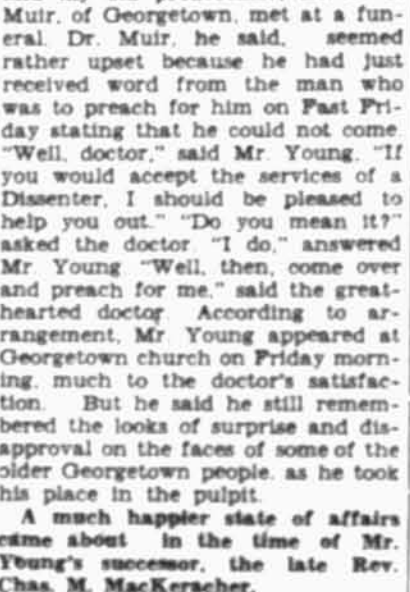 Muir, of Georgetown, met at a fun-
eral. Dr. Muir, he said, seemed
rather upset because he had just
received word from the man who
was to preach for him on Fast Fri-
day stating that he could not come.
"Well, doctor," said Mr. Young, "If
you would accept the services of a
Dissenter, I should be pleased to
help you out." "Do you mean it?"
asked the doctor. "I do," answered
Mr. Young. "Well, then, come over
and preach for me," said the great-
hearted doctor. According to ar-
rangement, Mr. Young appeared at
Georgetown church on Friday morn-
ing, much to the doctor's satisfac-
tion. But he said he still remem-
bered the looks of surprise and dis-
approval on the faces of some of the
older Georgetown people, as he took
his place in the pulpit.
A much happier state of affairs
came about in the time of Mr.
Young's successor, the late Rev.
Chas. M. MacKeracher.